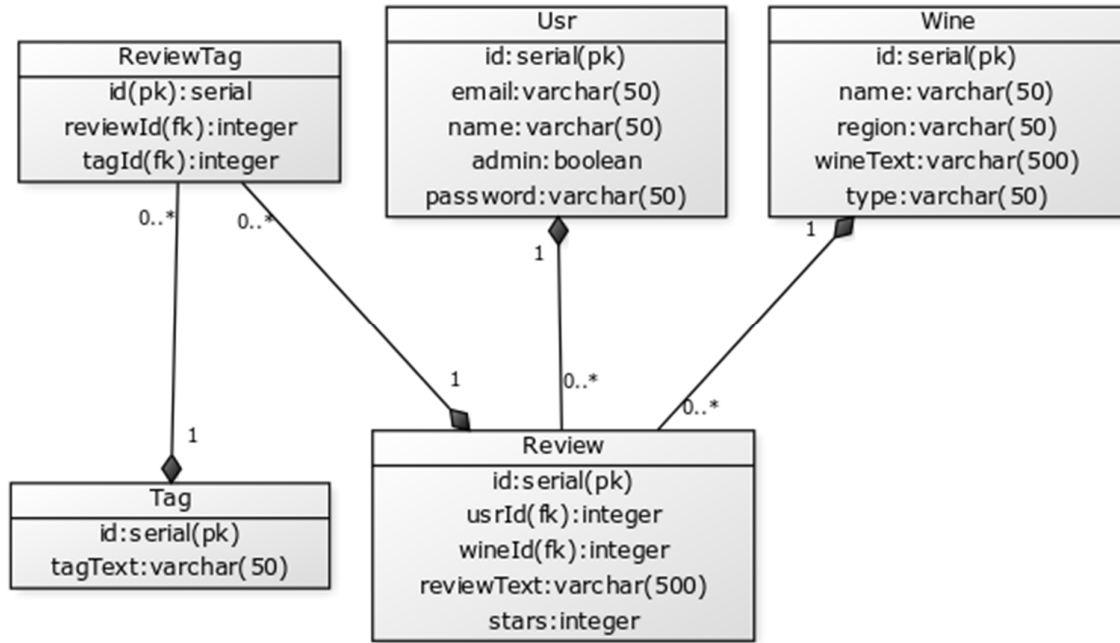 ReviewTag
id(pk):serial
reviewId(fk):integer
tagId(fk):integer
Usr
id:serial(pk)
email:varchar(50)
name:varchar(50)
admin:boolean
password:varchar(50)
Wine
id:serial(pk)
name:varchar(50)
region:varchar(50)
wineText:varchar(500)
type:varchar(50)
0..*
0..*
1
1
1
0..*
0..*
1
Tag
id:serial(pk)
tagText:varchar(50)
Review
id:serial(pk)
usrId(fk):integer
wineId(fk):integer
reviewText:varchar(500)
stars:integer